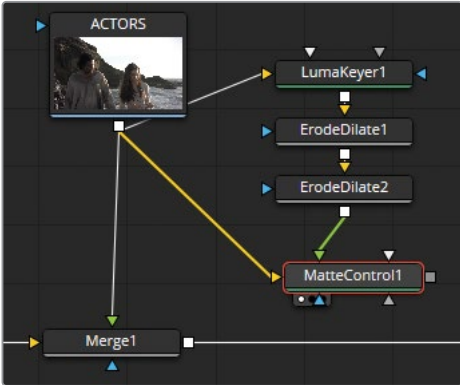 ACTORS
LumaKeyer1
ErodeDilate1
ErodeDilate2
MatteControl1
Merge1